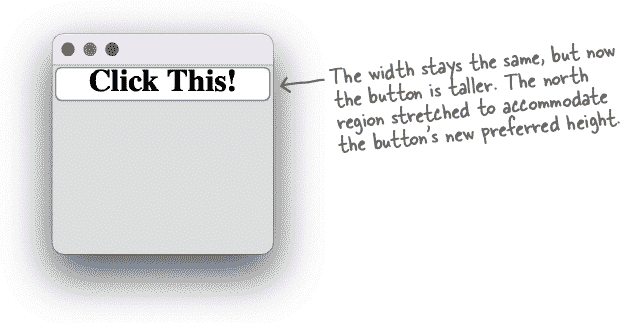 Click This!
The width stays the same, but now
the button is taller. The north
region stretched to accommodate
the button's new preferred height.